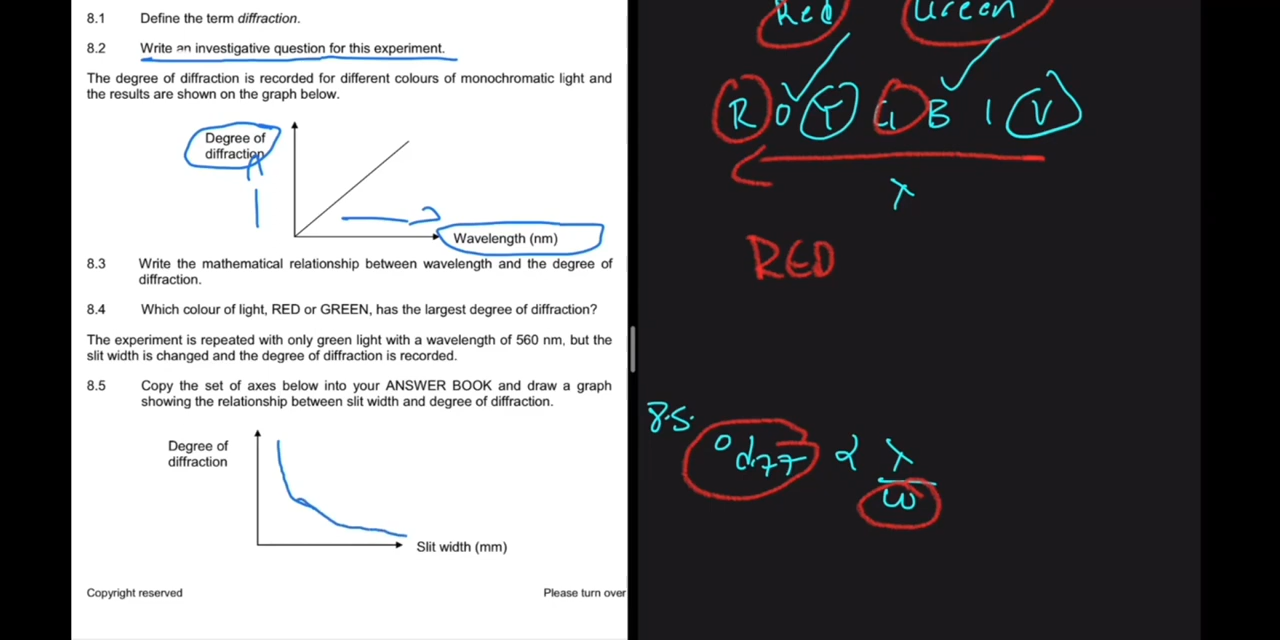 8.1 Define the term diffraction.
8.2 Write an investigative question for this experiment.
The degree of diffraction is recorded for different colours of monochromatic light and
the results are shown on the graph below.
Degree of
diffraction
Wavelength (nm)
8.3 Write the mathematical relationship between wavelength and the degree of
diffraction.
8.4 Which colour of light, RED or GREEN, has the largest degree of diffraction?
The experiment is repeated with only green light with a wavelength of 560 nm, but the
slit width is changed and the degree of diffraction is recorded.
8.5 Copy the set of axes below into your ANSWER BOOK and draw a graph
showing the relationship between slit width and degree of diffraction.
Degree of
diffraction
Slit width (mm)
Copyright reserved Please turn over
Red Green
R O Y G B I V
λ
RED
8.5.
°diff α λ
w